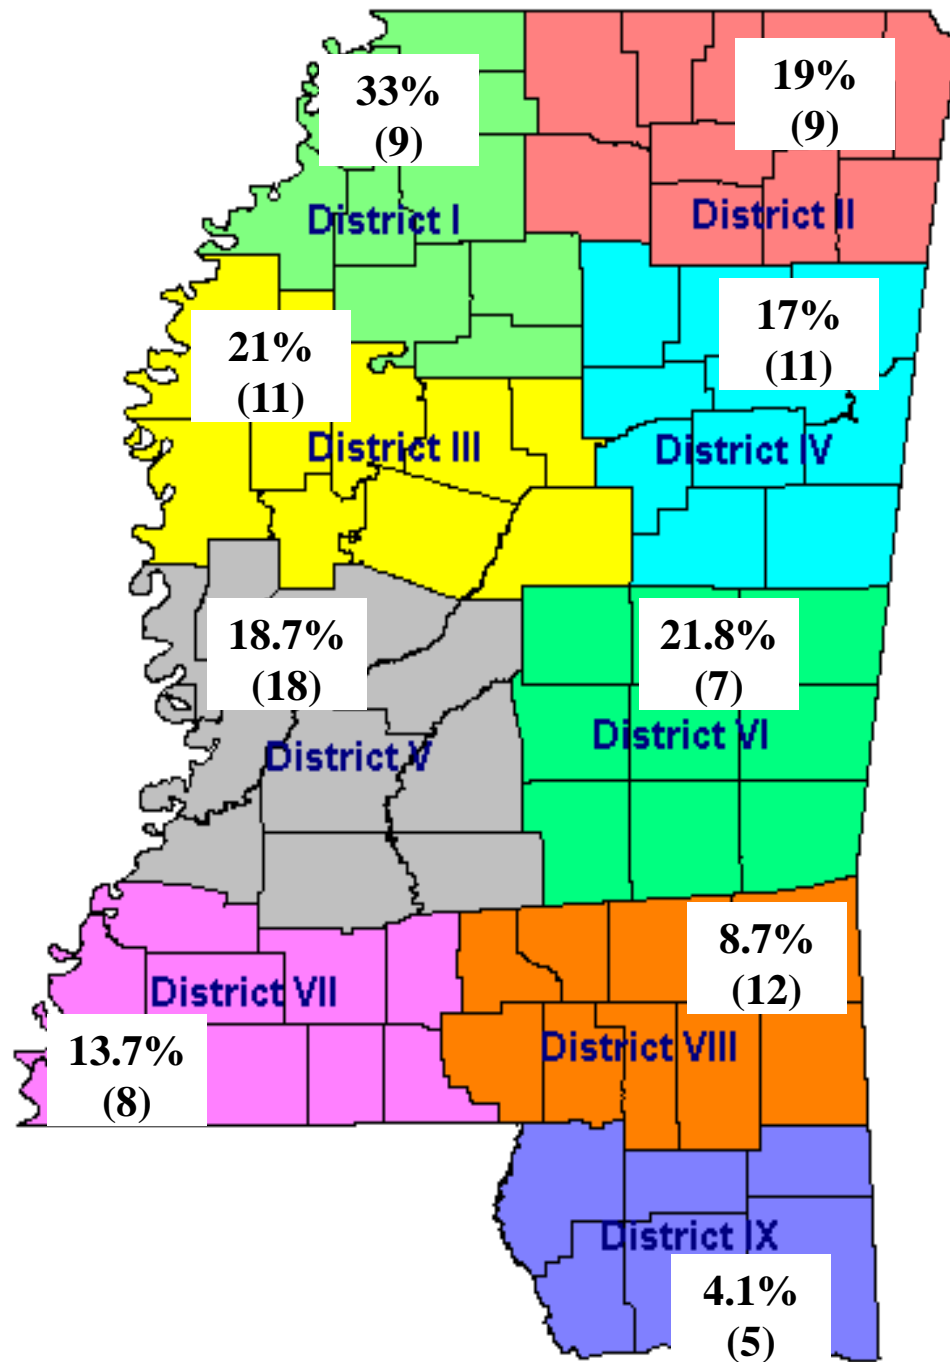 33%
(9)
19%
(9)
District I
District II
21%
(11)
17%
(11)
District III
District IV
18.7%
(18)
21.8%
(7)
District V
District VI
8.7%
(12)
District VII
13.7%
(8)
District VIII
District IX
4.1%
(5)